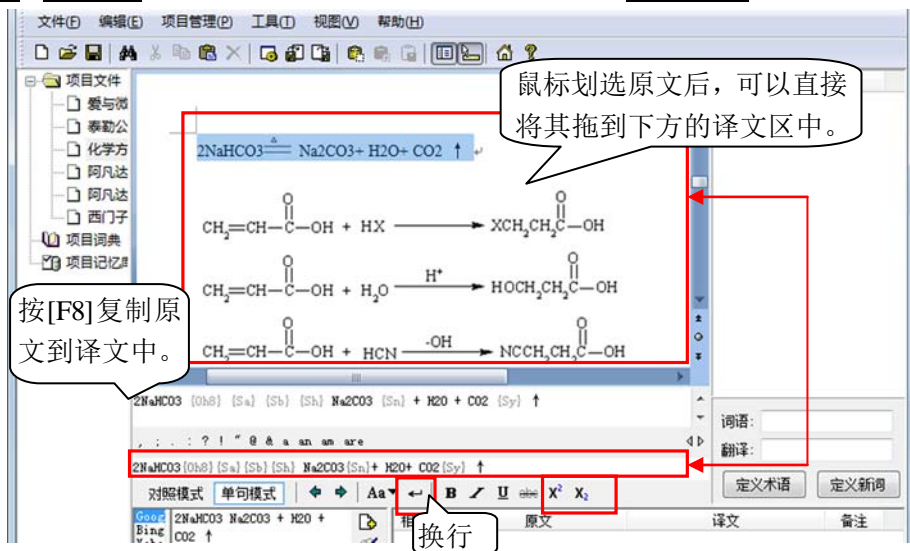 文件(F) 编辑(E) 项目管理(P) 工具(T) 视图(V) 帮助(H)
项目文件
爱与微
泰勒公
化学方
阿凡达
阿凡达
西门子
项目词典
项目记忆库
鼠标划选原文后，可以直接
将其拖到下方的译文区中。
2NaHCO3 △ Na2CO3+ H2O+ CO2 ↑
CH₂=CH—C(=O)—OH + HX → XCH₂CH₂C(=O)—OH
CH₂=CH—C(=O)—OH + H₂O H⁺ → HOCH₂CH₂C(=O)—OH
CH₂=CH—C(=O)—OH + HCN -OH → NCCH₂CH₂C(=O)—OH
按[F8]复制原
文到译文中。
2NaHCO3 {0h8} {Sa} {Sb} {Sh} Na2CO3 {Sn} + H2O + CO2 {Sy} ↑
, ; . : ? ! " @ & a an am are
2NaHCO3{0h8}{Sa}{Sb}{Sh} Na2CO3{Sn}+ H2O+ CO2{Sy} ↑
词语:
翻译:
定义术语 定义新词
对照模式 单句模式 Aa B I U abc X² X₂
换行
Goog
Bing
2NaHCO3 Na2CO3 + H2O +
CO2 ↑
相 原文 译文 备注